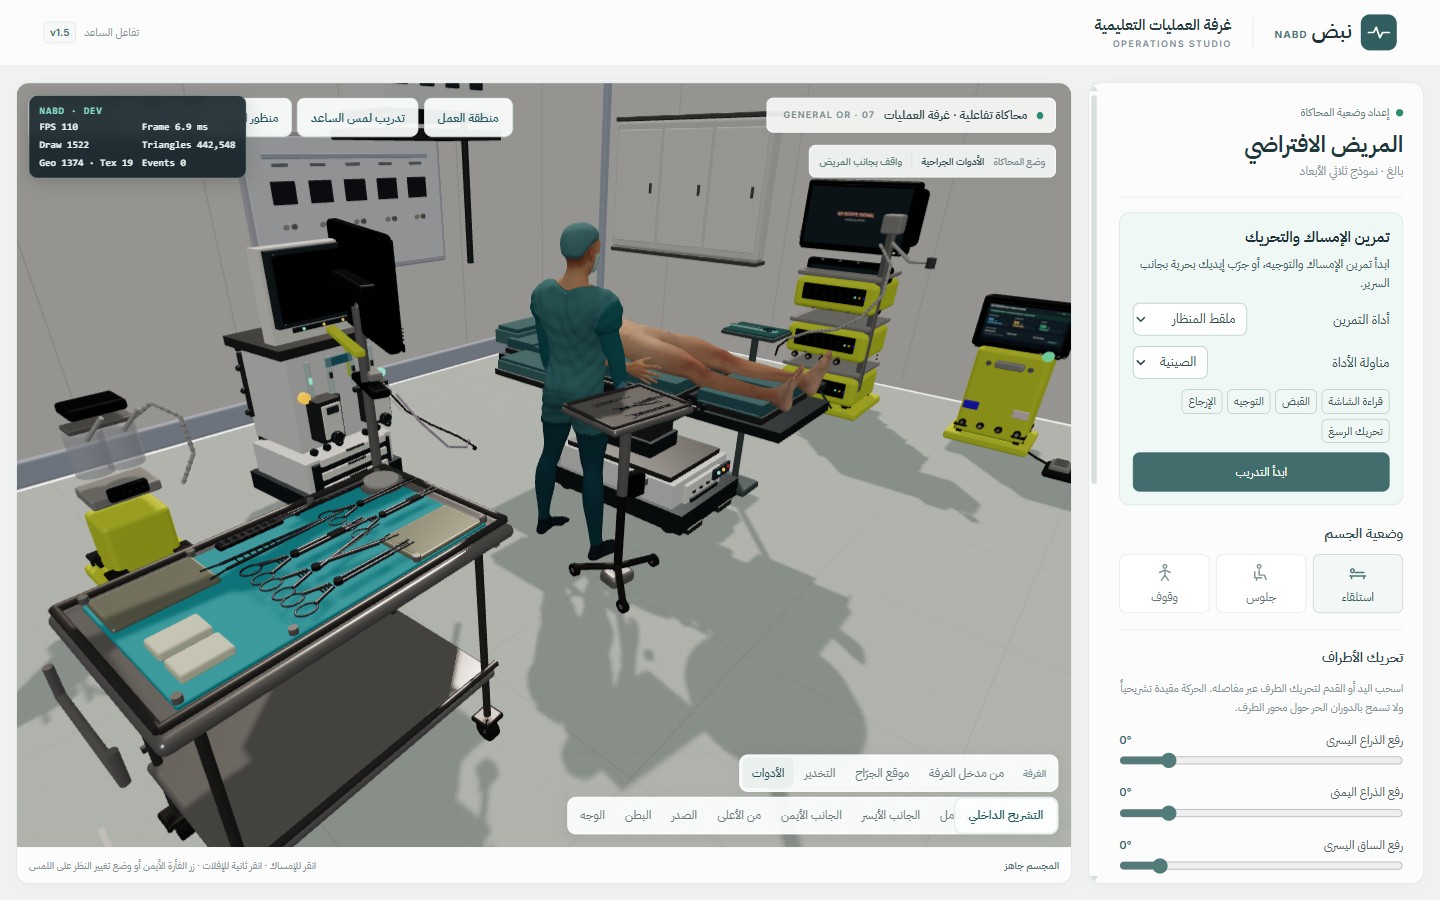 نبض NABD
غرفة العمليات التعليمية
OPERATIONS STUDIO
تفاعل الساعد v1.5
إعداد وضعية المحاكاة
المريض الافتراضي
بالغ · نموذج ثلاثي الأبعاد
تمرين الإمساك والتحريك
ابدأ تمرين الإمساك والتوجيه، أو جرّب إيديك بحرية بجانب
السرير.
أداة التمرين
ملقط المنظار
مناولة الأداة
الصينية
قراءة الشاشة القبض التوجيه الإرجاع
تحريك الرسغ
ابدأ التدريب
وضعية الجسم
استلقاء جلوس وقوف
تحريك الأطراف
اسحب اليد أو القدم لتحريك الطرف عبر مفاصله. الحركة مقيدة تشريحياً
ولا تسمح بالدوران الحر حول محور الطرف.
رفع الذراع اليسرى 0°
رفع الذراع اليمنى 0°
رفع الساق اليسرى 0°
محاكاة تفاعلية · غرفة العمليات GENERAL OR · 07
وضع المحاكاة الأدوات الجراحية واقف بجانب المريض
منطقة العمل
تدريب لمس الساعد
منظور ا
NABD · DEV
FPS 110 Frame 6.9 ms
Draw 1522 Triangles 442,548
Geo 1374 · Tex 19 Events 0
الغرفة من مدخل الغرفة موقع الجرّاح التخدير الأدوات
التشريح الداخلي مل الجانب الأيسر الجانب الأيمن من الأعلى الصدر البطن الوجه
المجسم جاهز
انقر للإمساك · انقر ثانية للإفلات · زر الفأرة الأيمن أو وضع تغيير النظر على اللمس